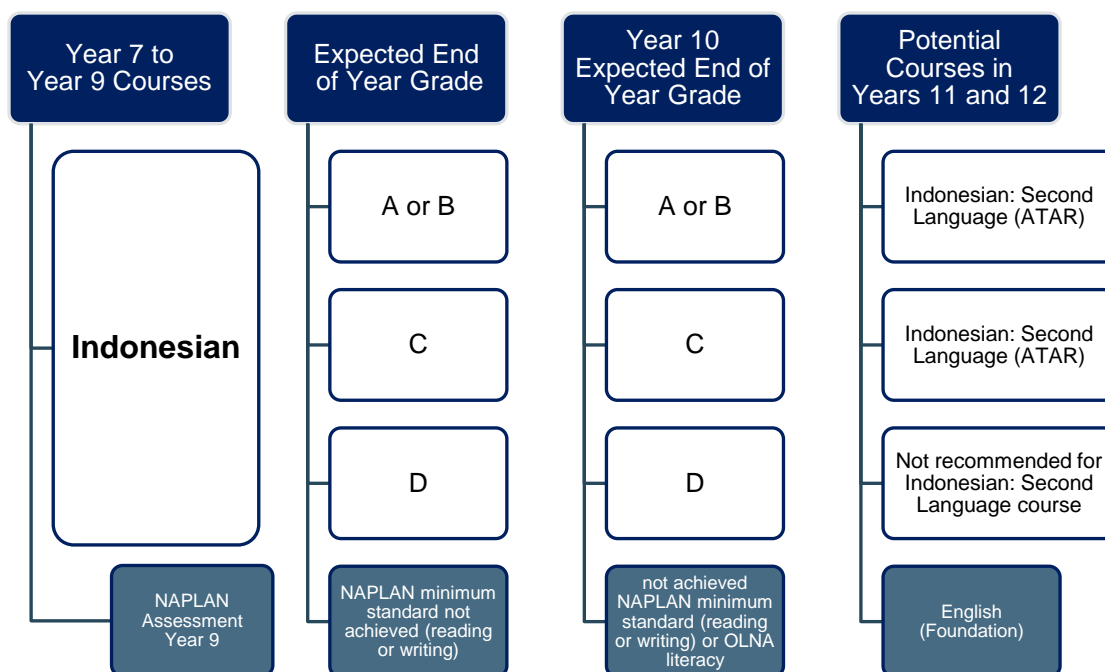 Year 7 to
Year 9 Courses
Indonesian
NAPLAN
Assessment
Year 9
Expected End
of Year Grade
A or B
C
D
NAPLAN minimum
standard not
achieved (reading
or writing)
Year 10
Expected End of
Year Grade
A or B
C
D
not achieved
NAPLAN minimum
standard (reading
or writing) or OLNA
literacy
Potential
Courses in
Years 11 and 12
Indonesian: Second
Language (ATAR)
Indonesian: Second
Language (ATAR)
Not recommended for
Indonesian: Second
Language course
English
(Foundation)